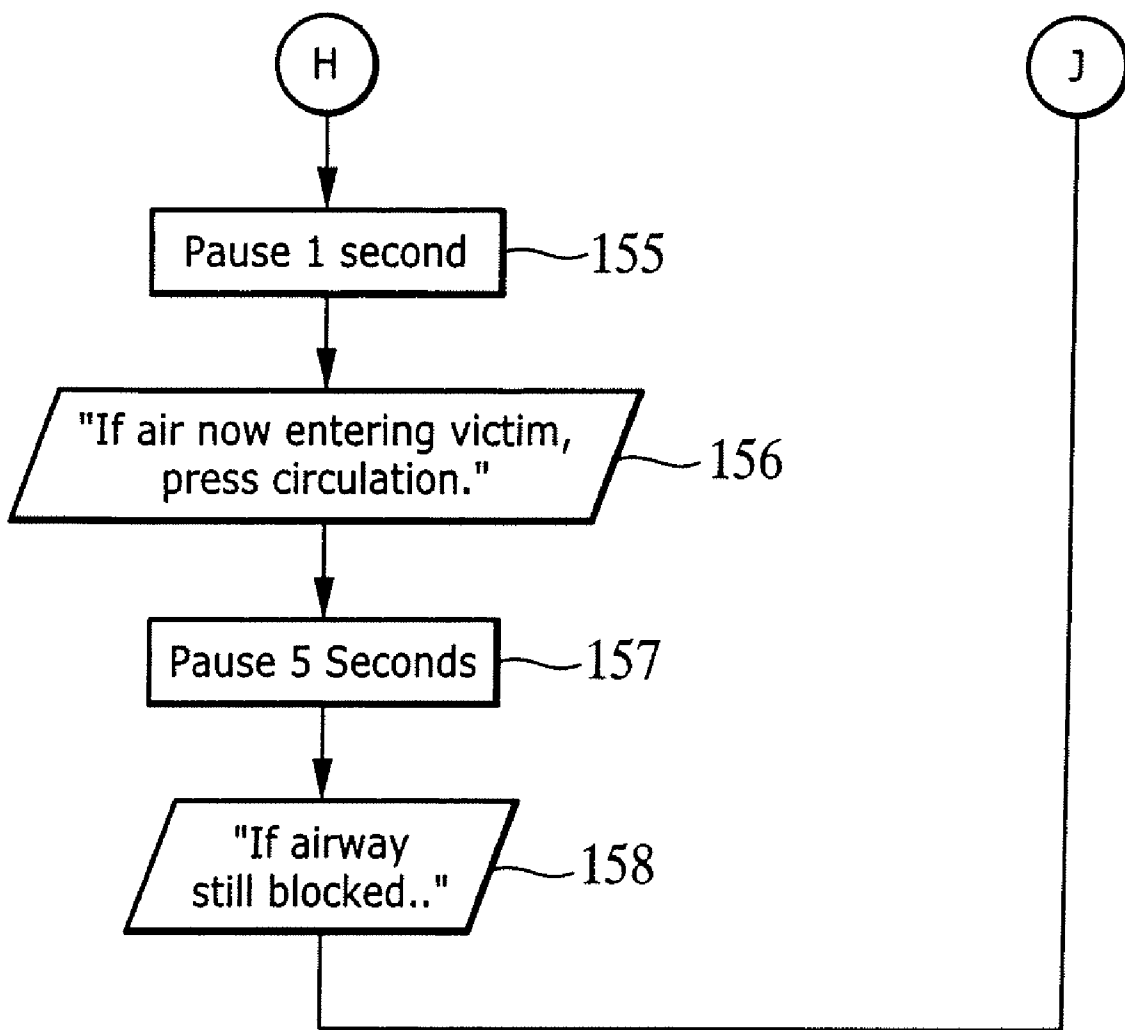 H
J
Pause 1 second
155
"If air now entering victim,
press circulation."
156
Pause 5 Seconds
157
"If airway
still blocked.."
158